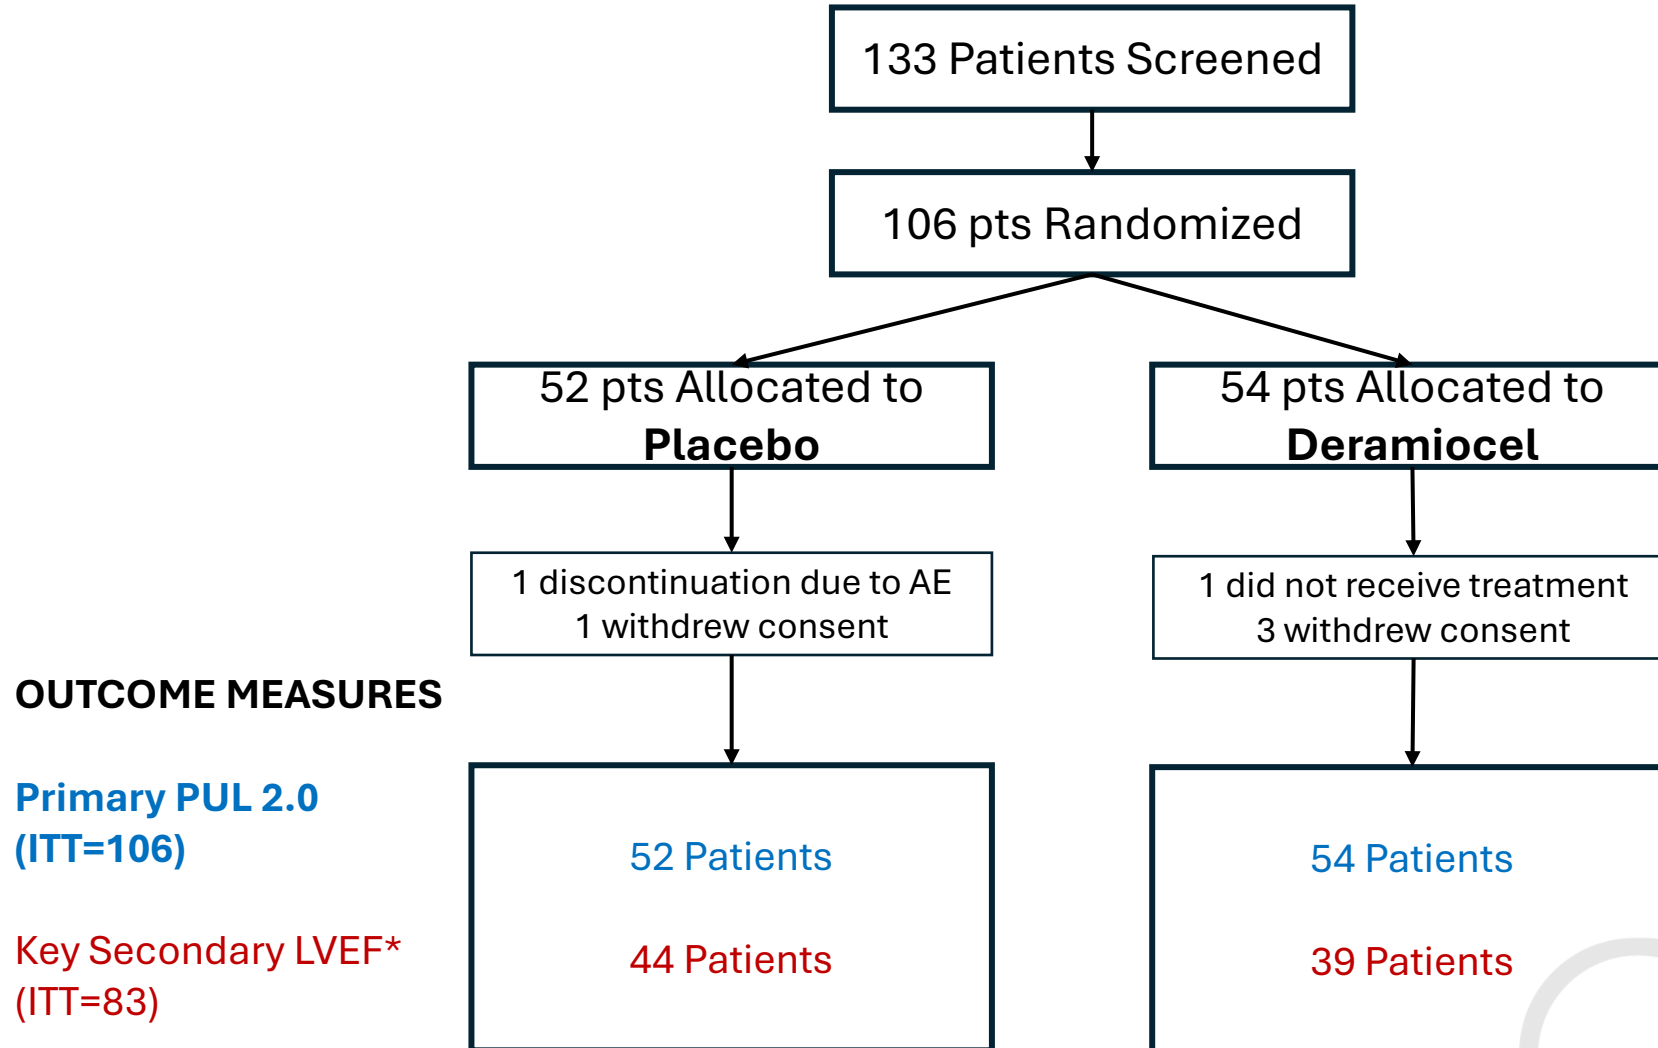 133 Patients Screened
106 pts Randomized
52 pts Allocated to
Placebo
54 pts Allocated to
Deramiocel
1 discontinuation due to AE
1 withdrew consent
1 did not receive treatment
3 withdrew consent
OUTCOME MEASURES
Primary PUL 2.0
(ITT=106)
52 Patients
54 Patients
Key Secondary LVEF*
(ITT=83)
44 Patients
39 Patients